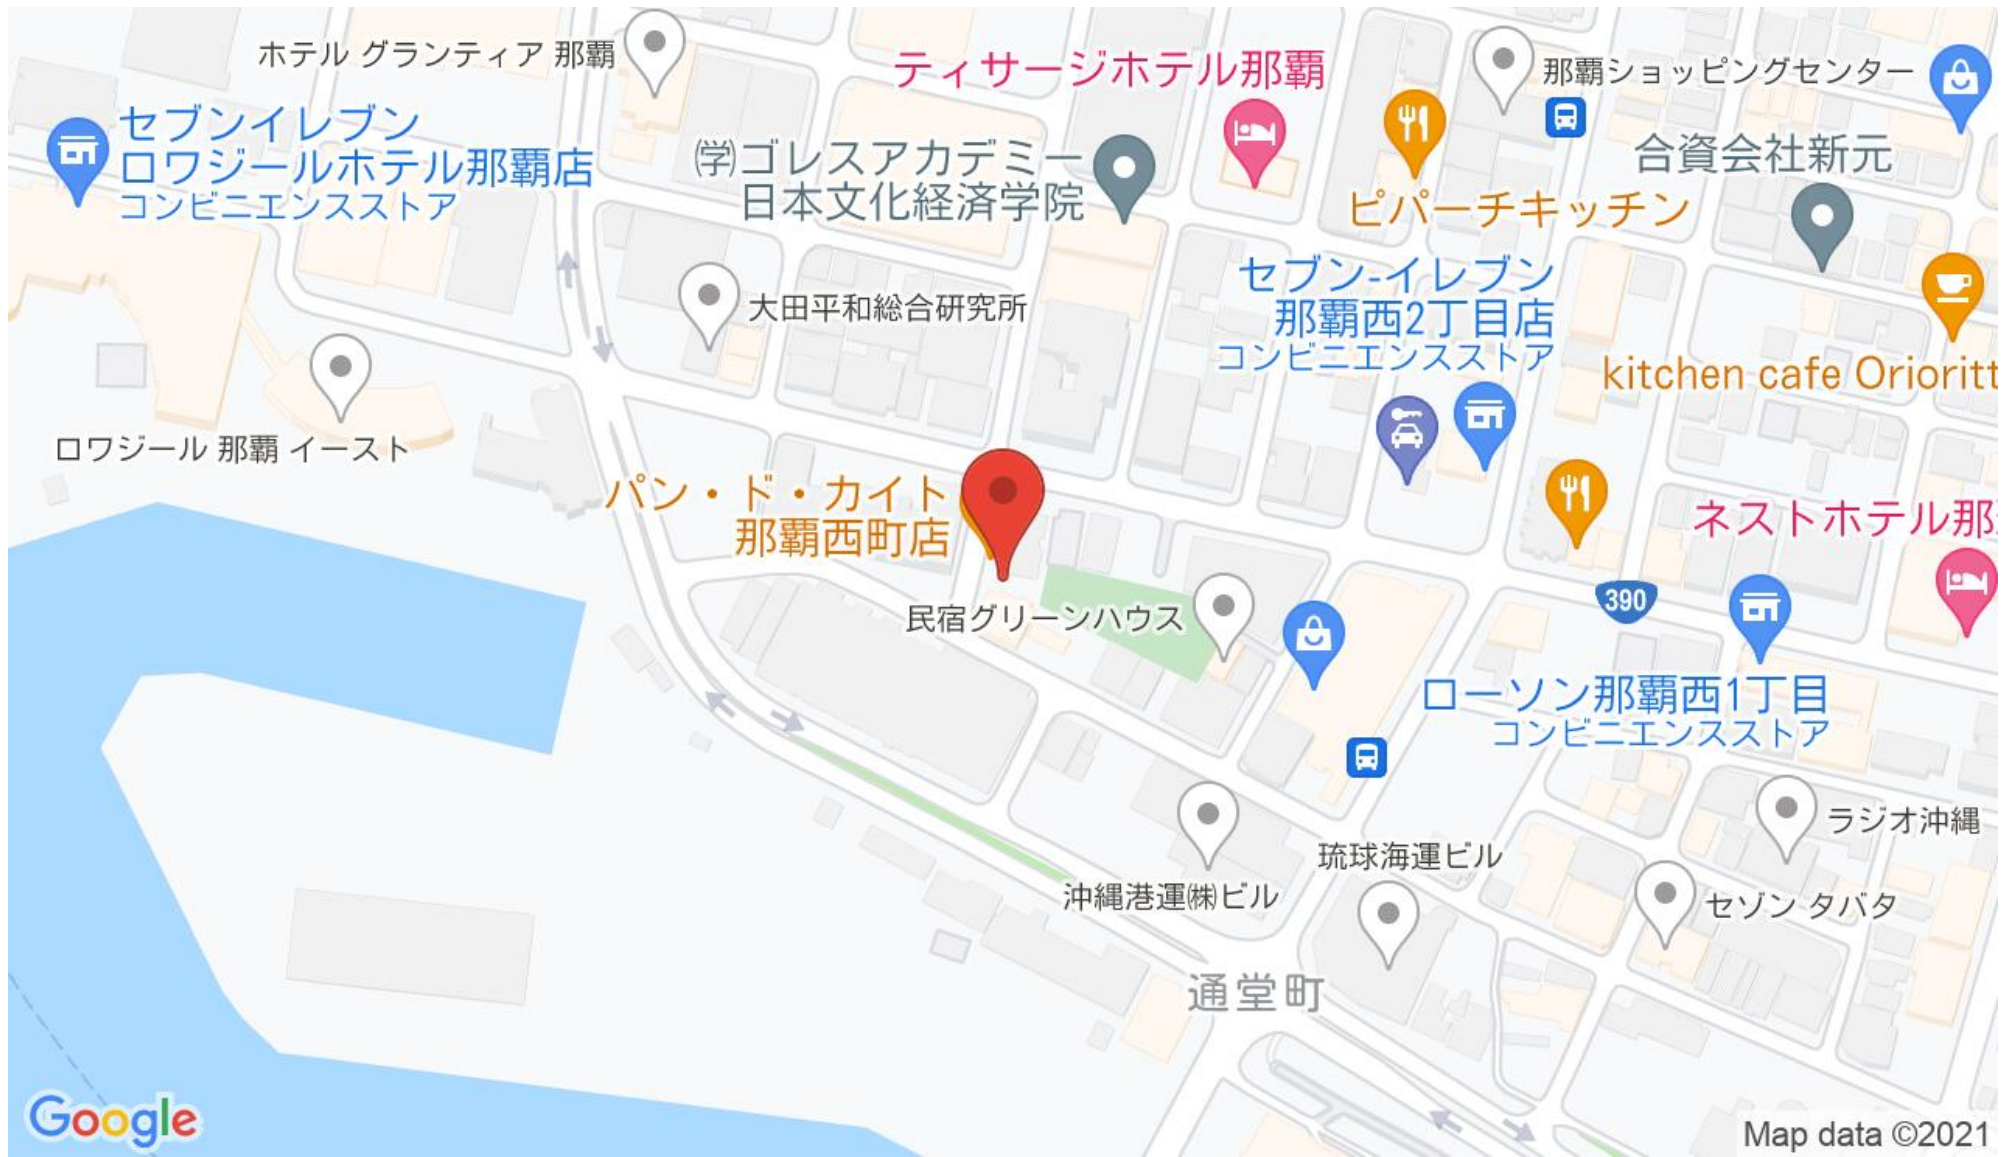 ホテル グランティア 那覇
ティサージホテル那覇
那覇ショッピングセンター
セブンイレブン
ロワジールホテル那覇店
コンビニエンスストア
㈻ゴレスアカデミー
日本文化経済学院
合資会社新元
ピパーチキッチン
大田平和総合研究所
セブン-イレブン
那覇西2丁目店
コンビニエンスストア
kitchen cafe Orioritt
ロワジール 那覇 イースト
パン・ド・カイト
那覇西町店
ネストホテル那
390
民宿グリーンハウス
ローソン那覇西1丁目
コンビニエンスストア
ラジオ沖縄
琉球海運ビル
沖縄港運㈱ビル
セゾン タバタ
通堂町
Google
Map data ©2021